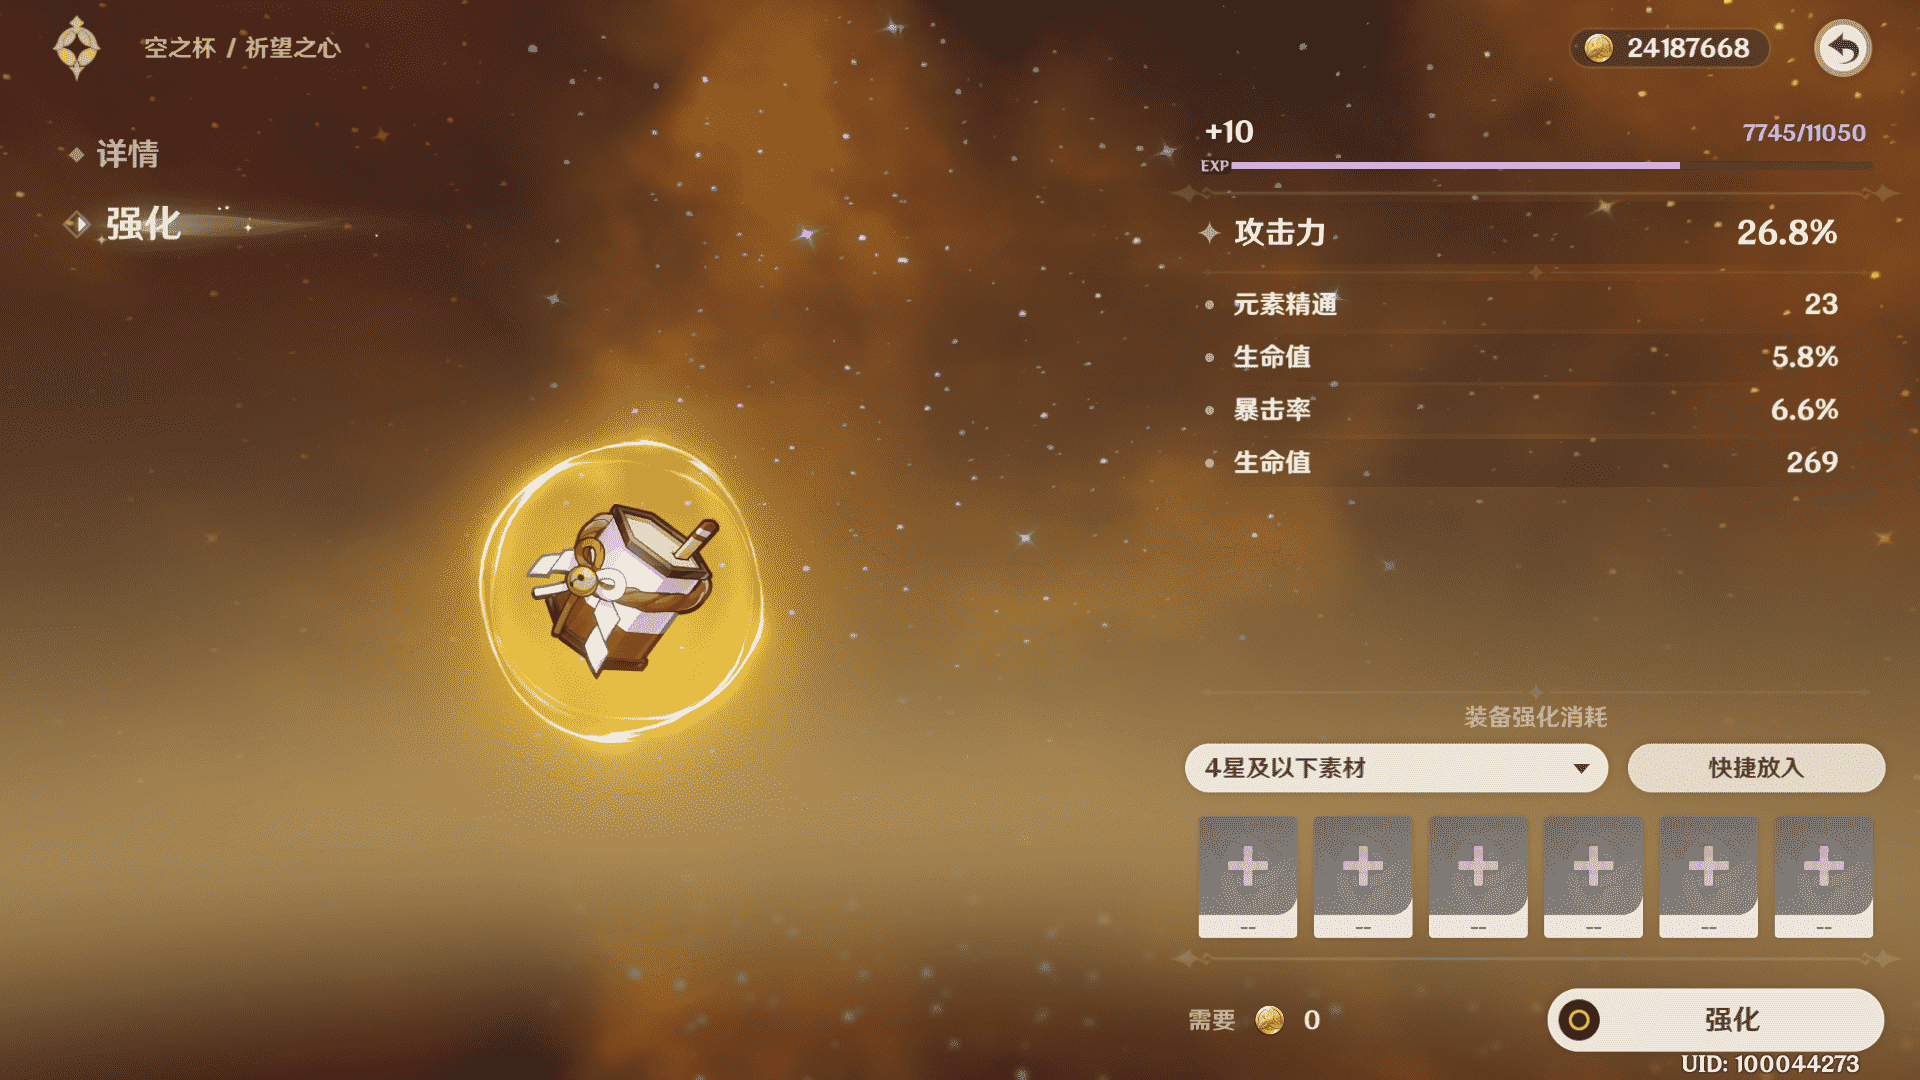 空之杯 / 祈望之心
24187668
详情
强化
+10
7745/11050
EXP
攻击力 26.8%
元素精通 23
生命值 5.8%
暴击率 6.6%
生命值 269
装备强化消耗
4星及以下素材
快捷放入
-- -- -- -- -- --
需要 0
强化
UID: 100044273